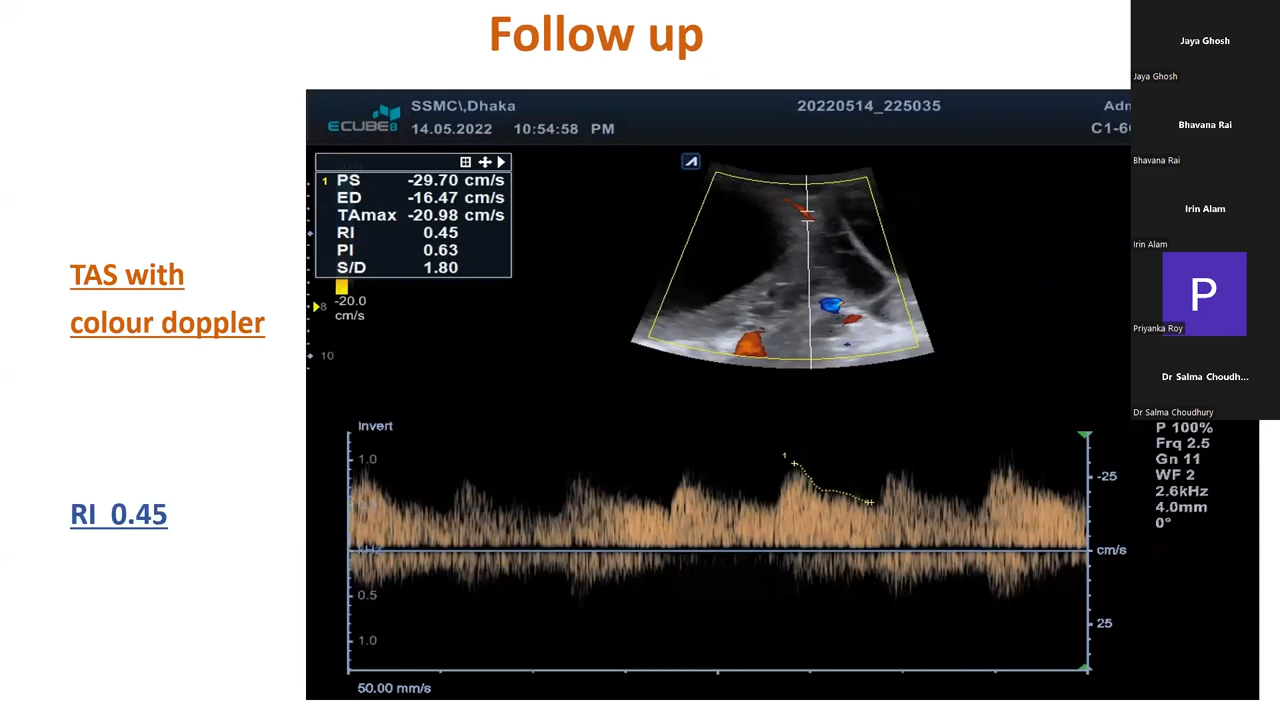 Follow up
TAS with
colour doppler
RI 0.45
SSMC\,Dhaka
20220514_225035
ECUBE8
14.05.2022 10:54:58 PM
C1-6
1 PS -29.70 cm/s
ED -16.47 cm/s
TAmax -20.98 cm/s
RI 0.45
PI 0.63
S/D 1.80
-20.0
cm/s
8
10
Invert
1.0
kHz
0.5
1.0
1
-25
cm/s
25
50.00 mm/s
P 100%
Frq 2.5
Gn 11
WF 2
2.6kHz
4.0mm
0°
Jaya Ghosh
Jaya Ghosh
Bhavana Rai
Bhavana Rai
Irin Alam
Irin Alam
P
Priyanka Roy
Dr Salma Choudh...
Dr Salma Choudhury